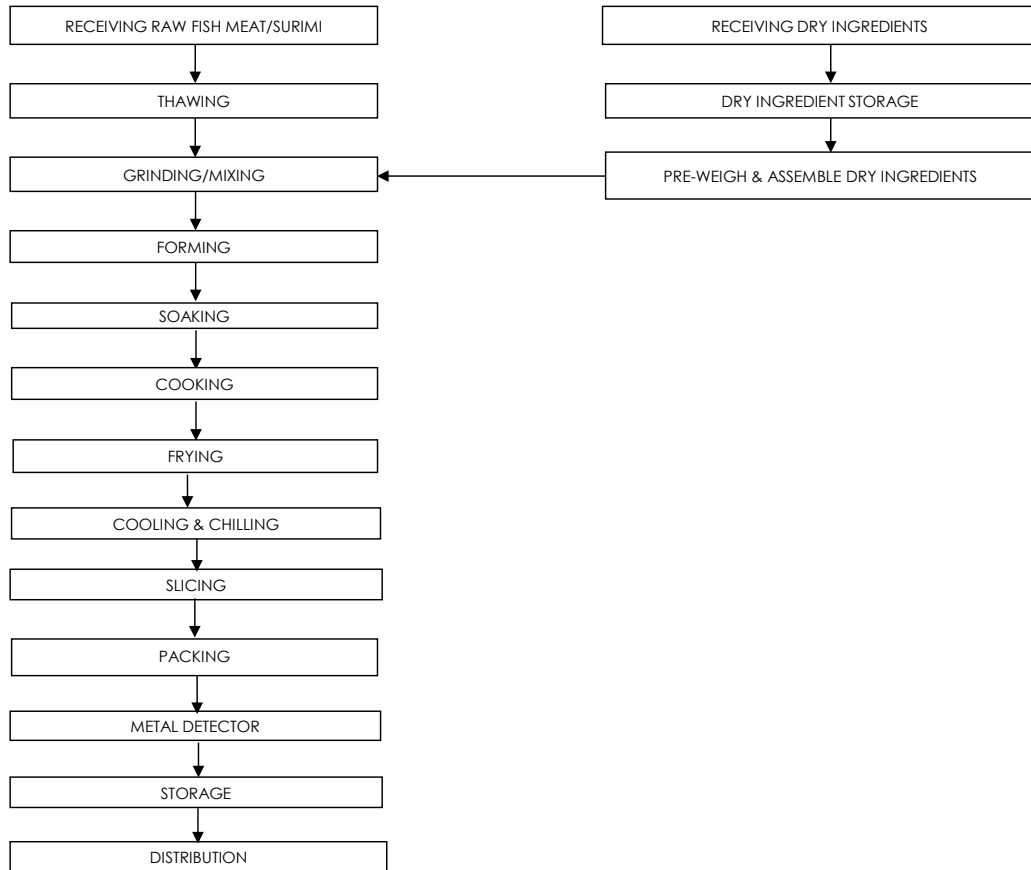 RECEIVING RAW FISH MEAT/SURIMI
THAWING
GRINDING/MIXING
FORMING
SOAKING
COOKING
FRYING
COOLING & CHILLING
SLICING
PACKING
METAL DETECTOR
STORAGE
DISTRIBUTION
RECEIVING DRY INGREDIENTS
DRY INGREDIENT STORAGE
PRE-WEIGH & ASSEMBLE DRY INGREDIENTS